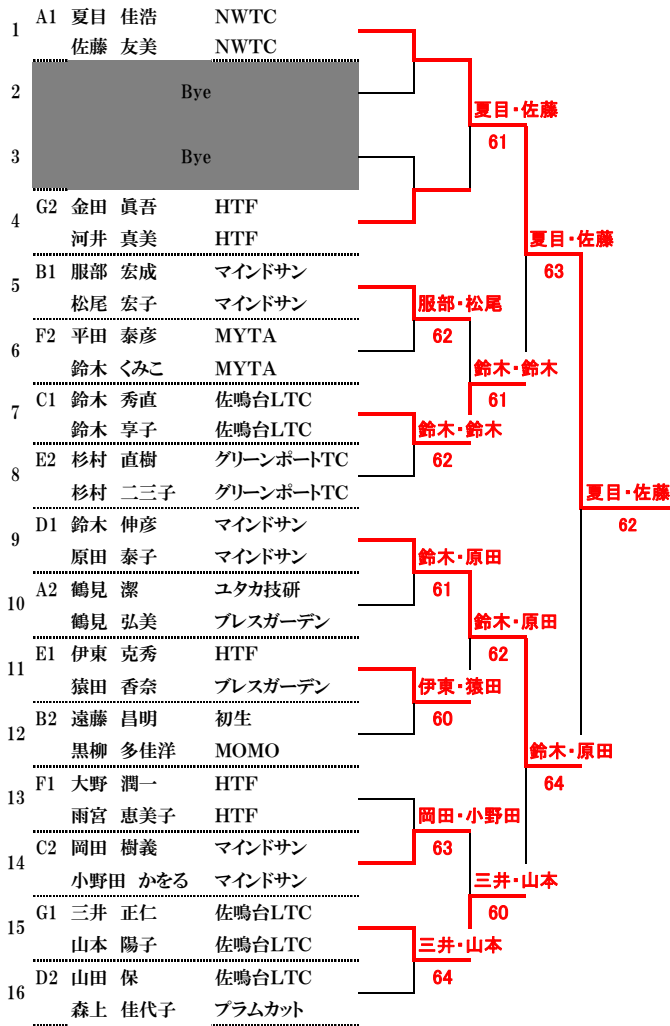 1 A1 夏目 佳浩 NWTC
佐藤 友美 NWTC
2 Bye
3 Bye
4 G2 金田 眞吾 HTF
河井 真美 HTF
5 B1 服部 宏成 マインドサン
松尾 宏子 マインドサン
6 F2 平田 泰彦 MYTA
鈴木 くみこ MYTA
7 C1 鈴木 秀直 佐鳴台LTC
鈴木 享子 佐鳴台LTC
8 E2 杉村 直樹 グリーンポートTC
杉村 二三子 グリーンポートTC
9 D1 鈴木 伸彦 マインドサン
原田 泰子 マインドサン
10 A2 鶴見 潔 ユタカ技研
鶴見 弘美 ブレスガーデン
11 E1 伊東 克秀 HTF
猿田 香奈 ブレスガーデン
12 B2 遠藤 昌明 初生
黒柳 多佳洋 MOMO
13 F1 大野 潤一 HTF
雨宮 恵美子 HTF
14 C2 岡田 樹義 マインドサン
小野田 かをる マインドサン
15 G1 三井 正仁 佐鳴台LTC
山本 陽子 佐鳴台LTC
16 D2 山田 保 佐鳴台LTC
森上 佳代子 プラムカット
服部・松尾
62
鈴木・鈴木
62
鈴木・原田
61
伊東・猿田
60
岡田・小野田
63
三井・山本
64
夏目・佐藤
61
鈴木・鈴木
61
鈴木・原田
62
三井・山本
60
夏目・佐藤
63
鈴木・原田
64
夏目・佐藤
62